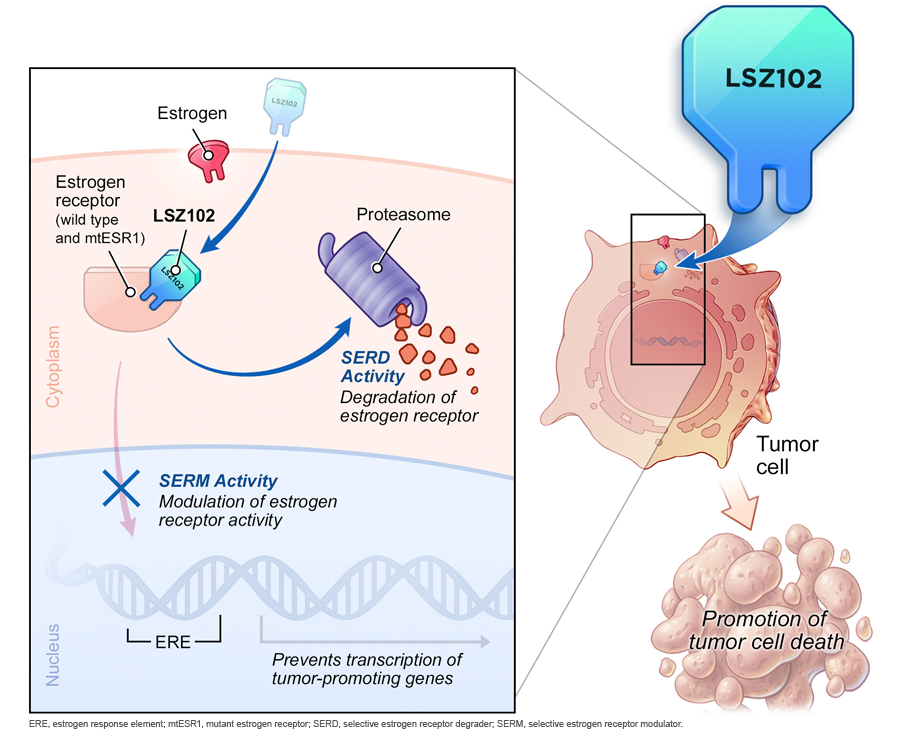 LSZ102
LSZ102
Estrogen
Estrogen
receptor
(wild type
and mtESR1)
LSZ102
LSZ102
Proteasome
Cytoplasm
SERD
Activity
Degradation of
estrogen receptor
SERM Activity
Modulation of estrogen
receptor activity
Nucleus
ERE
Prevents transcription of
tumor-promoting genes
Tumor
cell
Promotion of
tumor cell death
ERE, estrogen response element; mtESR1, mutant estrogen receptor; SERD, selective estrogen receptor degrader; SERM, selective estrogen receptor modulator.